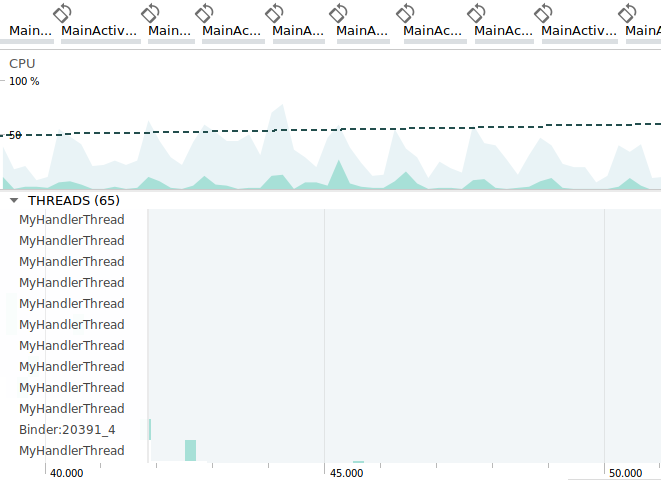 Main... MainActiv... Main... MainAc... MainA... MainA... MainAc... MainAc... MainActiv... MainA
CPU
100 %
50
THREADS (65)
MyHandlerThread
MyHandlerThread
MyHandlerThread
MyHandlerThread
MyHandlerThread
MyHandlerThread
MyHandlerThread
MyHandlerThread
MyHandlerThread
MyHandlerThread
Binder:20391_4
MyHandlerThread
40.000 45.000 50.000